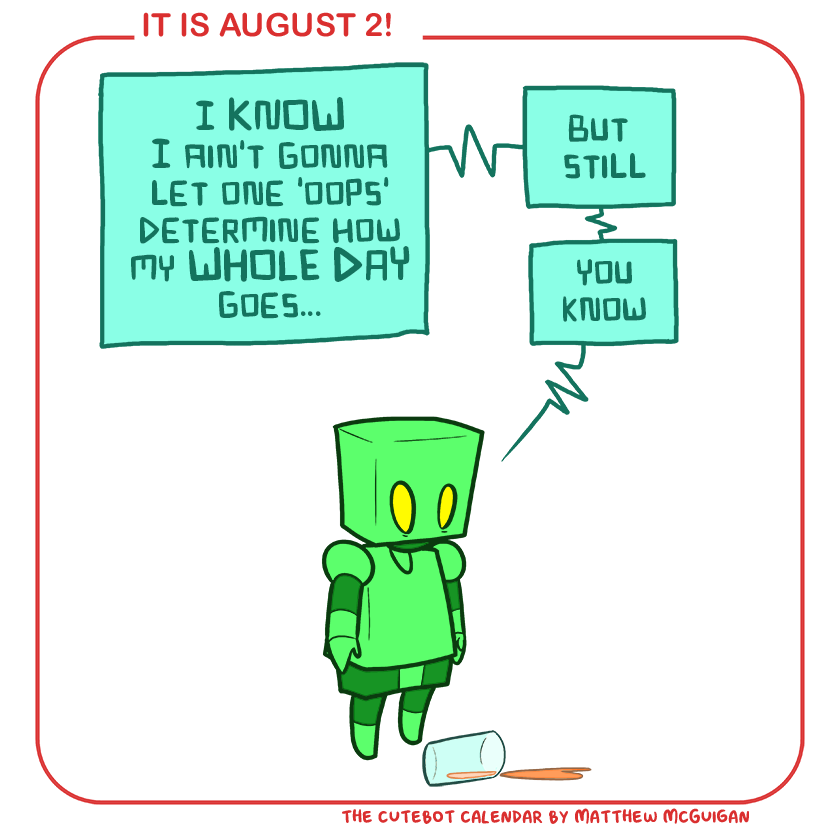 IT IS AUGUST 2!
I KNOW
I AIN'T GONNA
LET ONE 'OOPS'
DETERMINE HOW
MY WHOLE DAY
GOES...
BUT
STILL
YOU
KNOW
THE CUTEBOT CALENDAR BY MATTHEW MCGUIGAN